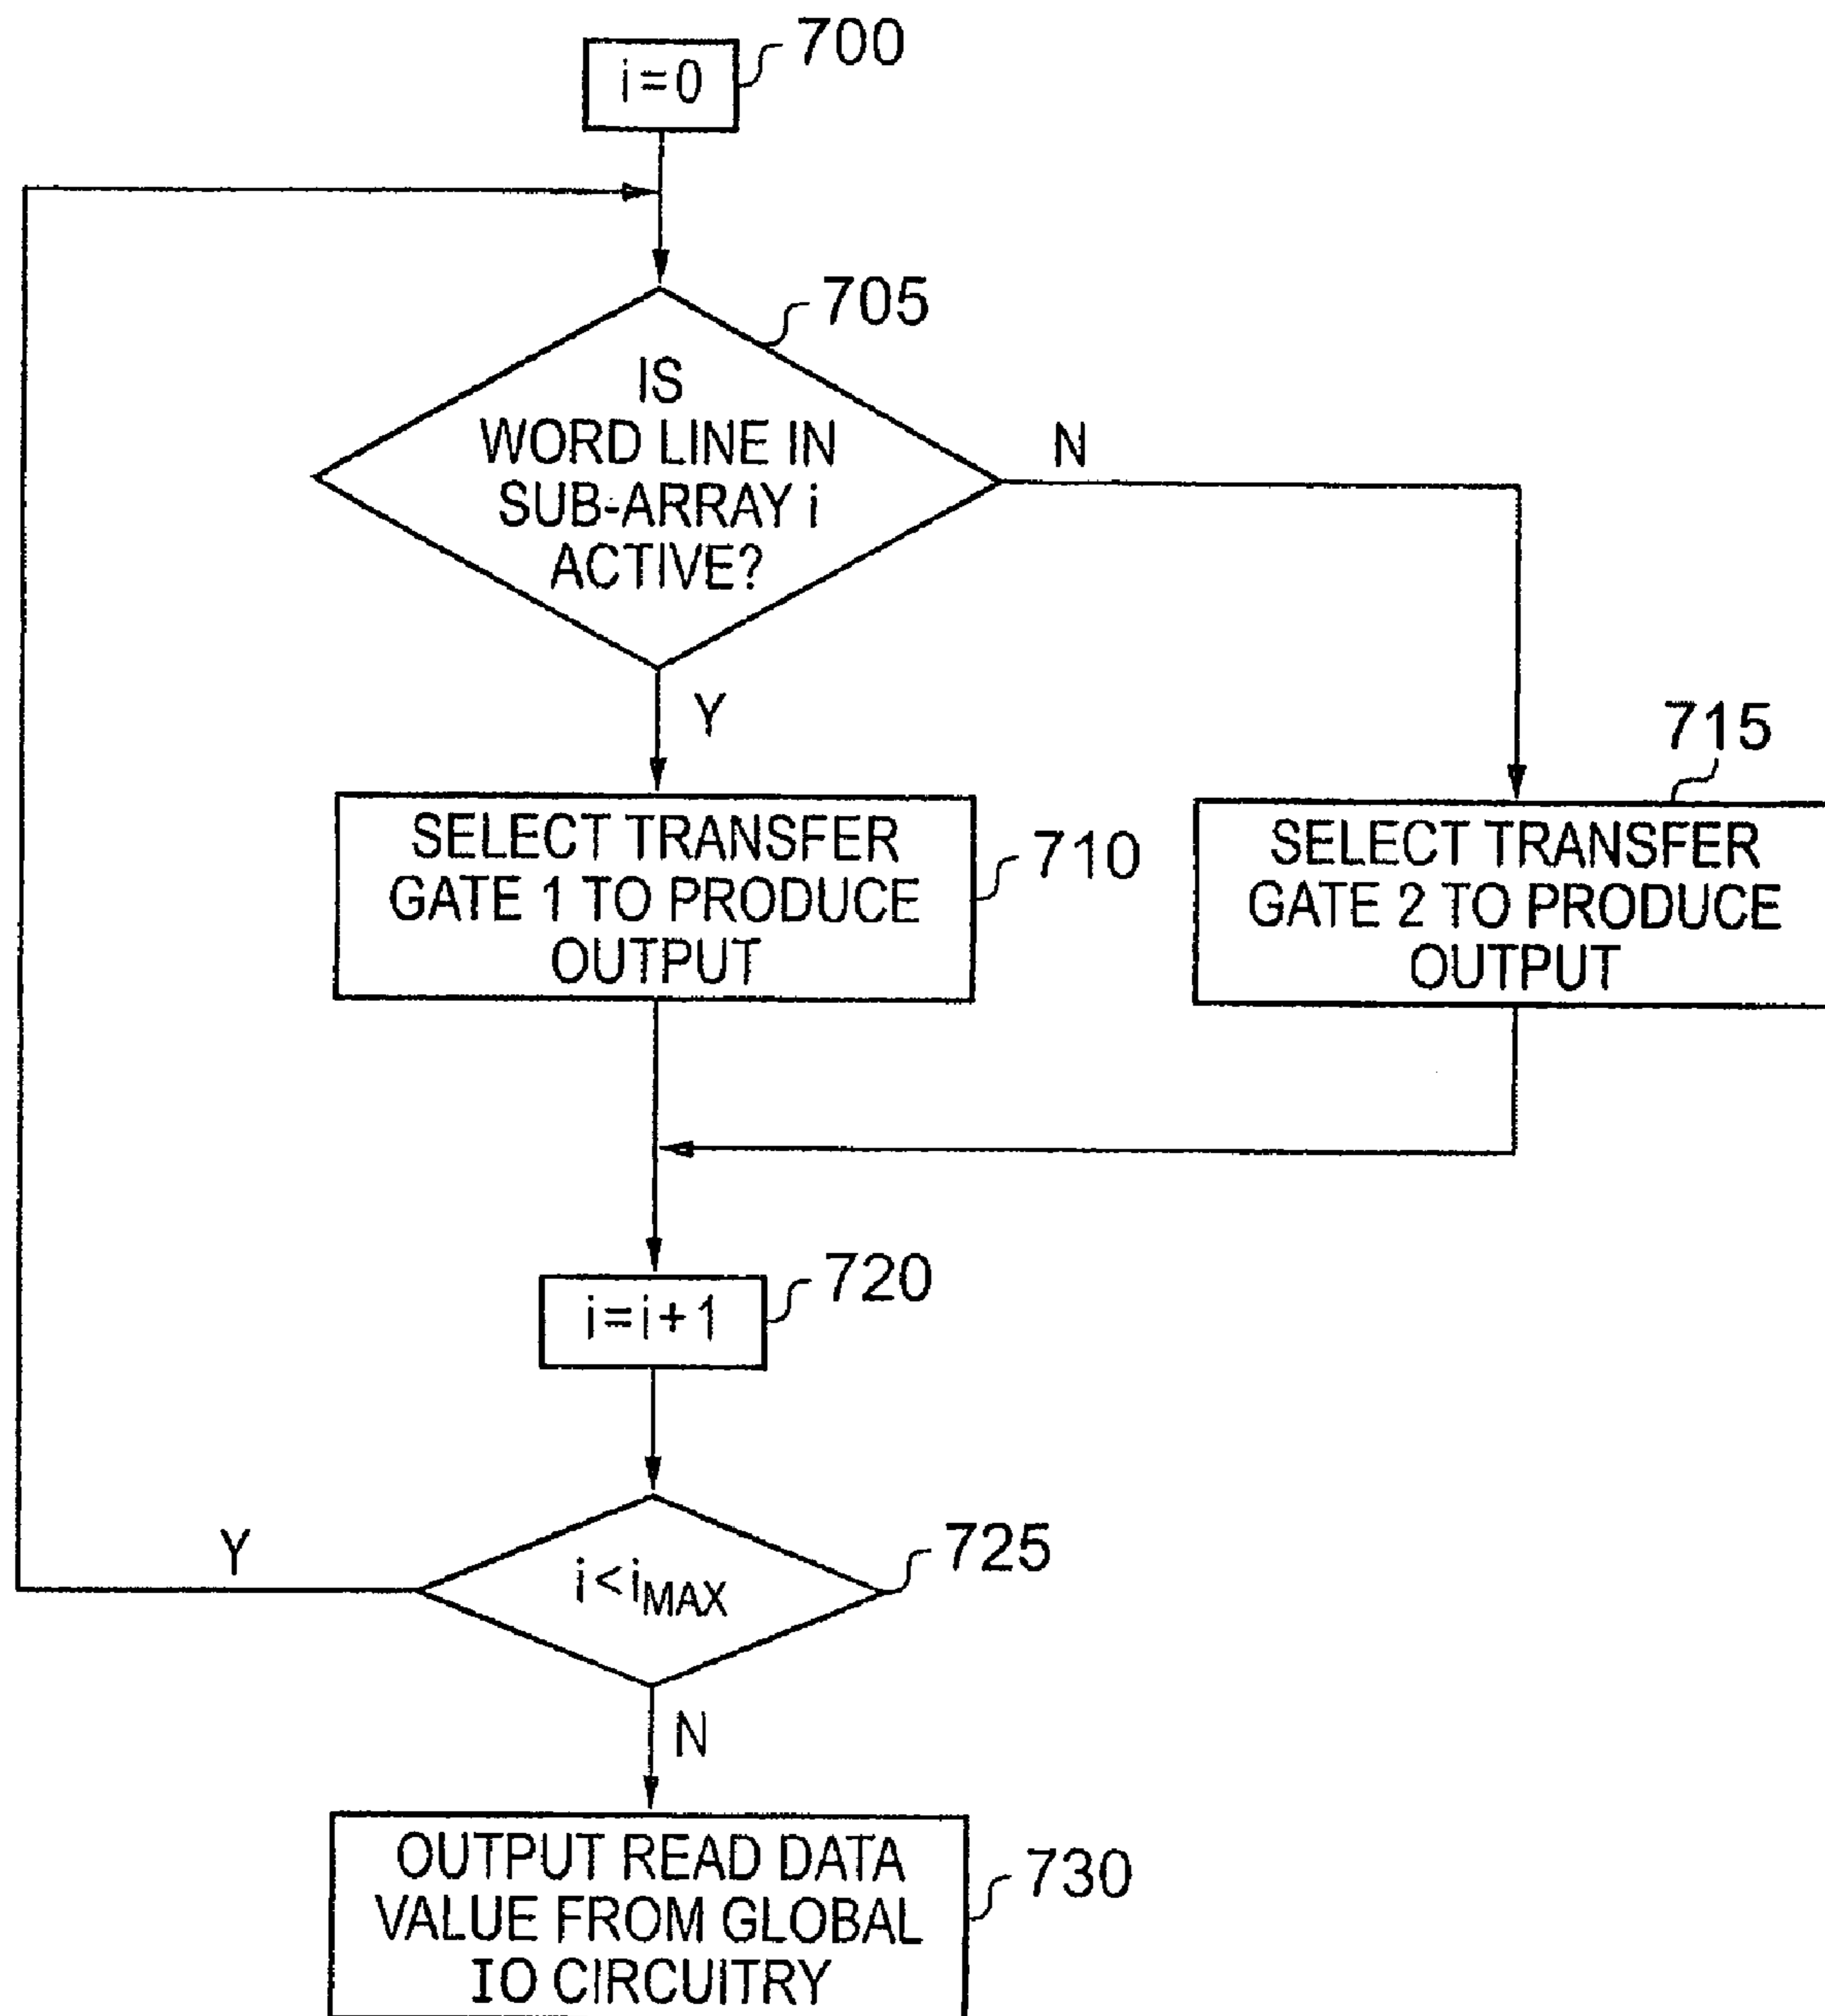 700
i=0
705
IS
WORD LINE IN
SUB-ARRAY i
ACTIVE?
N
Y
715
SELECT TRANSFER
GATE 1 TO PRODUCE
OUTPUT
710
SELECT TRANSFER
GATE 2 TO PRODUCE
OUTPUT
720
i=i+1
725
Y
i<iMAX
N
OUTPUT READ DATA
VALUE FROM GLOBAL
IO CIRCUITRY
730